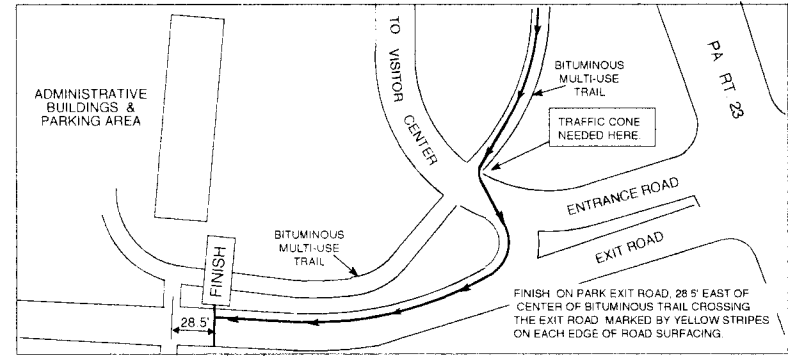 ADMINISTRATIVE
BUILDINGS &
PARKING AREA
TO VISITOR CENTER
BITUMINOUS
MULTI-USE
TRAIL
PA RT. 23
TRAFFIC CONE
NEEDED HERE.
ENTRANCE ROAD
EXIT ROAD
BITUMINOUS
MULTI-USE
TRAIL
FINISH
28.5'
FINISH ON PARK EXIT ROAD, 28.5' EAST OF
CENTER OF BITUMINOUS TRAIL CROSSING
THE EXIT ROAD MARKED BY YELLOW STRIPES
ON EACH EDGE OF ROAD SURFACING.